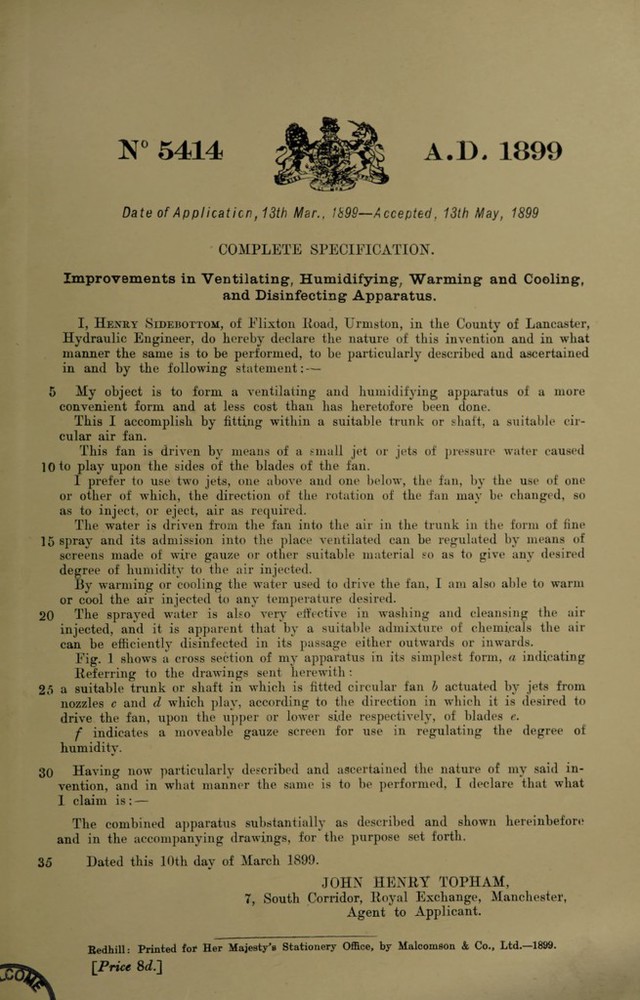 Nº 5414 A.D. 1899
Date of Application, 13th Mar., 1899—Accepted, 13th May, 1899
COMPLETE SPECIFICATION.
Improvements in Ventilating, Humidifying, Warming and Cooling,
and Disinfecting Apparatus.
I, HENRY SIDEBOTTOM, of Flixton Road, Urmston, in the County of Lancaster,
Hydraulic Engineer, do hereby declare the nature of this invention and in what
manner the same is to be performed, to be particularly described and ascertained
in and by the following statement:—
5 My object is to form a ventilating and humidifying apparatus of a more
convenient form and at less cost than has heretofore been done.
This I accomplish by fitting within a suitable trunk or shaft, a suitable cir-
cular air fan.
This fan is driven by means of a small jet or jets of pressure water caused
10 to play upon the sides of the blades of the fan.
I prefer to use two jets, one above and one below, the fan, by the use of one
or other of which, the direction of the rotation of the fan may be changed, so
as to inject, or eject, air as required.
The water is driven from the fan into the air in the trunk in the form of fine
15 spray and its admission into the place ventilated can be regulated by means of
screens made of wire gauze or other suitable material so as to give any desired
degree of humidity to the air injected.
By warming or cooling the water used to drive the fan, I am also able to warm
or cool the air injected to any temperature desired.
20 The sprayed water is also very effective in washing and cleansing the air
injected, and it is apparent that by a suitable admixture of chemicals the air
can be efficiently disinfected in its passage either outwards or inwards.
Fig. 1 shows a cross section of my apparatus in its simplest form, a indicating
Referring to the drawings sent herewith:
25 a suitable trunk or shaft in which is fitted circular fan b actuated by jets from
nozzles c and d which play, according to the direction in which it is desired to
drive the fan, upon the upper or lower side respectively, of blades e.
f indicates a moveable gauze screen for use in regulating the degree of
humidity.
30 Having now particularly described and ascertained the nature of my said in-
vention, and in what manner the same is to be performed, I declare that what
I claim is:—
The combined apparatus substantially as described and shown hereinbefore
and in the accompanying drawings, for the purpose set forth.
35 Dated this 10th day of March 1899.
JOHN HENRY TOPHAM,
7, South Corridor, Royal Exchange, Manchester,
Agent to Applicant.
Redhill: Printed for Her Majesty's Stationery Office, by Malcomson & Co., Ltd.—1899.
[Price 8d.]